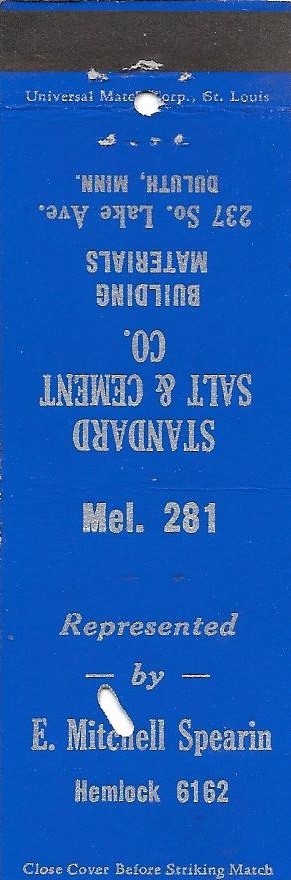 Universal Match Corp., St. Louis
STANDARD
SALT & CEMENT
CO.
BUILDING
MATERIALS
237 So. Lake Ave.
DULUTH, MINN.
Mel. 281
Represented
— by —
E. Mitchell Spearin
Hemlock 6162
Close Cover Before Striking Match